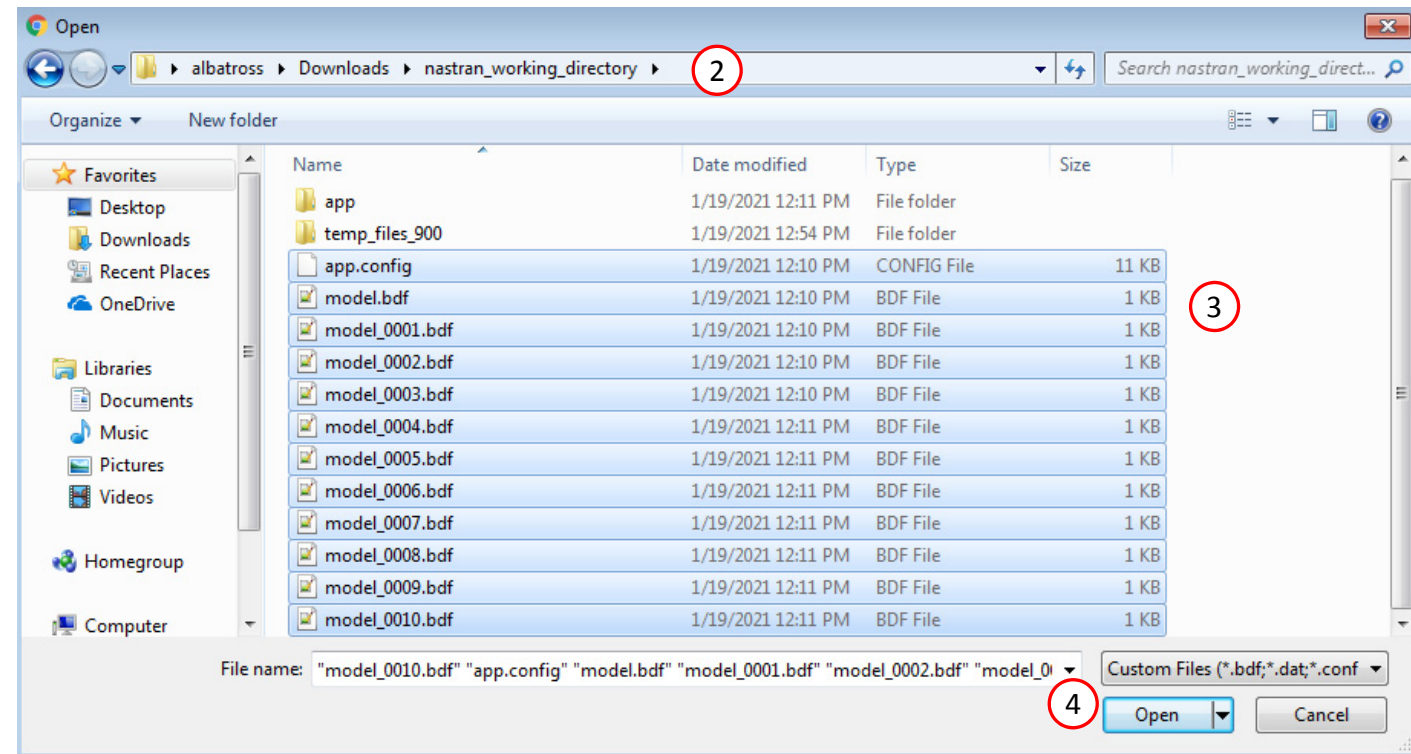 Open
albatross Downloads nastran_working_directory 2 Search nastran_working_direct...
Organize New folder
Favorites
Desktop
Downloads
Recent Places
OneDrive
Libraries
Documents
Music
Pictures
Videos
Homegroup
Computer
Name Date modified Type Size
app 1/19/2021 12:11 PM File folder
temp_files_900 1/19/2021 12:54 PM File folder
app.config 1/19/2021 12:10 PM CONFIG File 11 KB
model.bdf 1/19/2021 12:10 PM BDF File 1 KB
model_0001.bdf 1/19/2021 12:10 PM BDF File 1 KB
model_0002.bdf 1/19/2021 12:10 PM BDF File 1 KB
model_0003.bdf 1/19/2021 12:10 PM BDF File 1 KB
model_0004.bdf 1/19/2021 12:11 PM BDF File 1 KB
model_0005.bdf 1/19/2021 12:11 PM BDF File 1 KB
model_0006.bdf 1/19/2021 12:11 PM BDF File 1 KB
model_0007.bdf 1/19/2021 12:11 PM BDF File 1 KB
model_0008.bdf 1/19/2021 12:11 PM BDF File 1 KB
model_0009.bdf 1/19/2021 12:11 PM BDF File 1 KB
model_0010.bdf 1/19/2021 12:11 PM BDF File 1 KB
3
File name: "model_0010.bdf" "app.config" "model.bdf" "model_0001.bdf" "model_0002.bdf" "model_0 Custom Files (*.bdf;*.dat;*.conf
4 Open Cancel